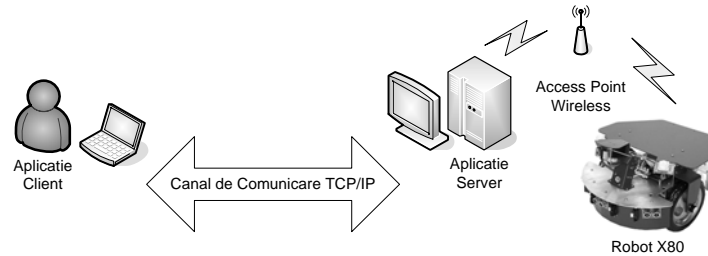 Aplicatie
Client
Canal de Comunicare TCP/IP
Aplicatie
Server
Access Point
Wireless
Robot X80